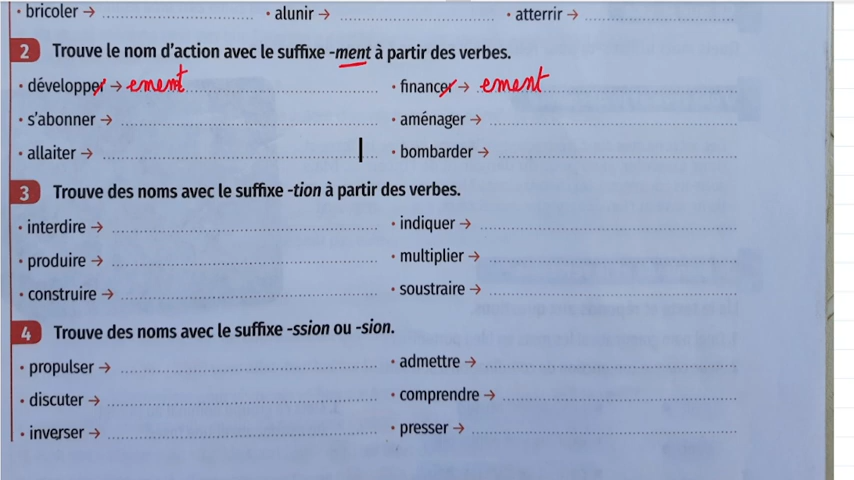 • bricoler → • alunir → • atterrir →
2 Trouve le nom d'action avec le suffixe -ment à partir des verbes.
• développer → ement • financer → ement
• s'abonner → • aménager →
• allaiter → • bombarder →
3 Trouve des noms avec le suffixe -tion à partir des verbes.
• interdire → • indiquer →
• produire → • multiplier →
• construire → • soustraire →
4 Trouve des noms avec le suffixe -ssion ou -sion.
• propulser → • admettre →
• discuter → • comprendre →
• inverser → • presser →